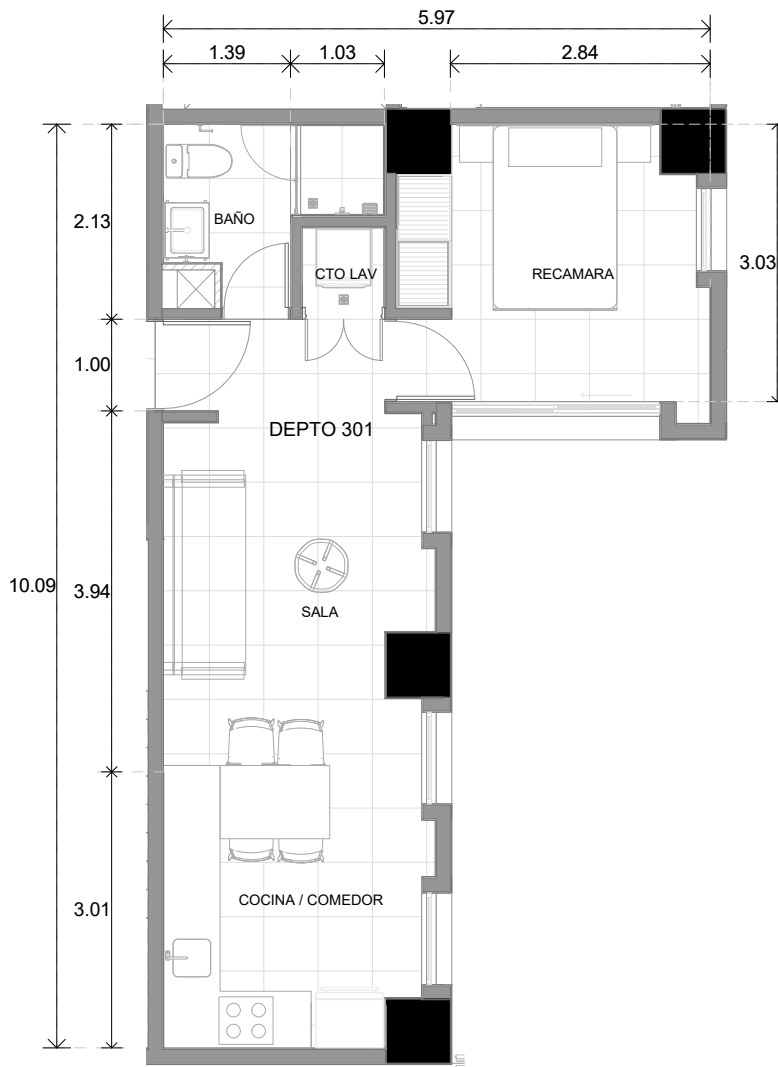 5.97
1.39
1.03
2.84
2.13
BAÑO
CTO LAV
RECAMARA
3.03
1.00
DEPTO 301
10.09
3.94
SALA
3.01
COCINA / COMEDOR